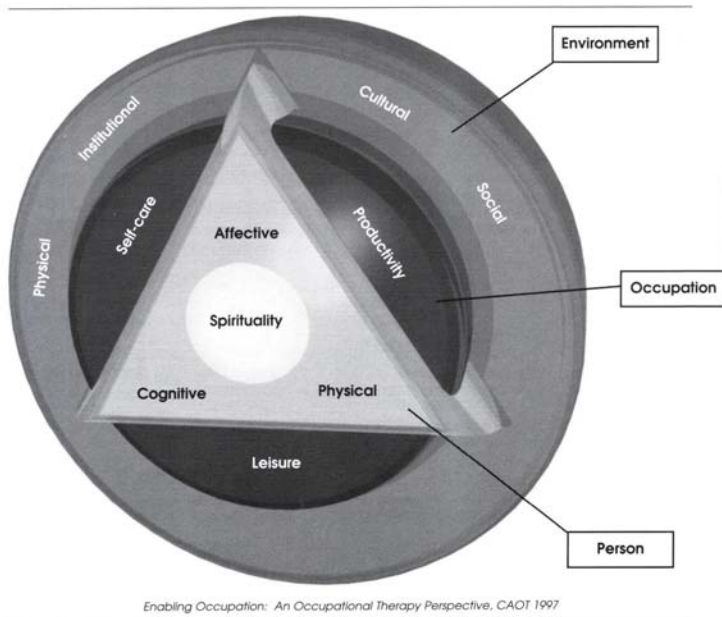 Environment
Cultural
Institutional
Social
Physical
Self-care
Productivity
Affective
Occupation
Spirituality
Cognitive
Physical
Leisure
Person
Enabling Occupation: An Occupational Therapy Perspective, CAOT 1997